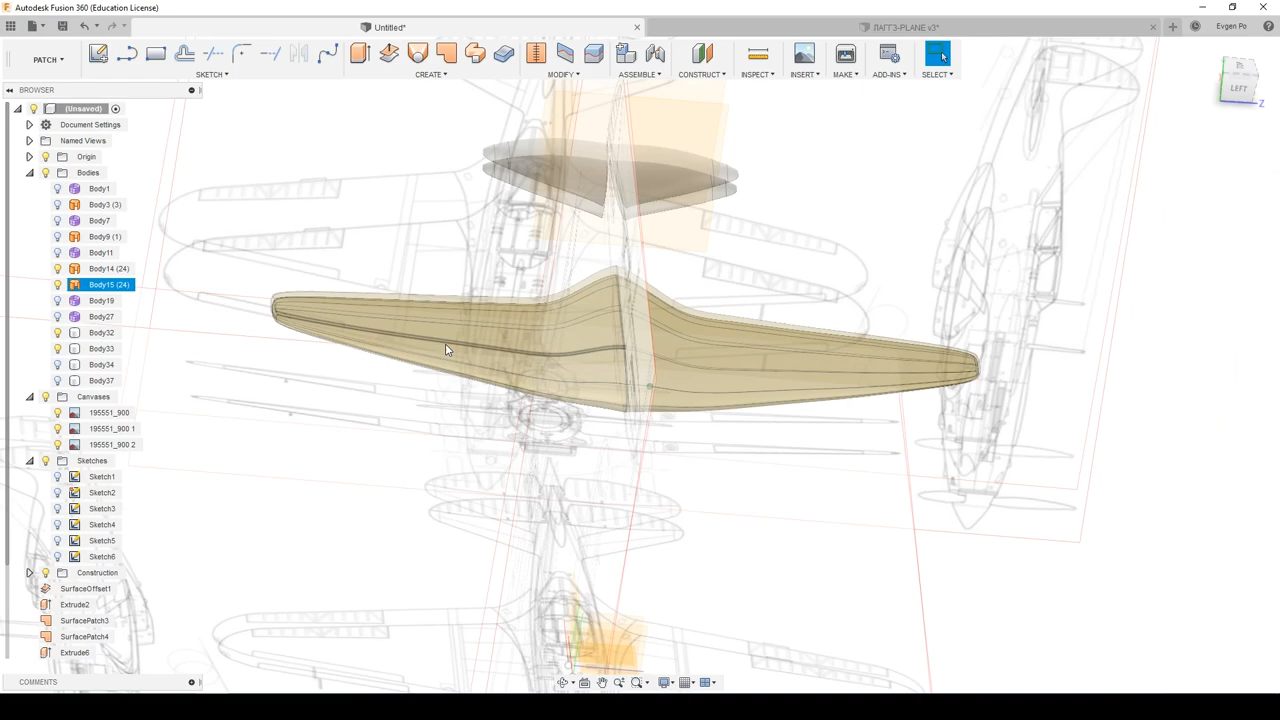 Autodesk Fusion 360 (Education License)
Untitled*
ЛАГГ3-PLANE v3*
Evgen Po
PATCH
SKETCH
CREATE
MODIFY
ASSEMBLE
CONSTRUCT
INSPECT
INSERT
MAKE
ADD-INS
SELECT
BROWSER
(Unsaved)
Document Settings
Named Views
Origin
Bodies
Body1
Body3 (3)
Body7
Body9 (1)
Body11
Body14 (24)
Body15 (24)
Body19
Body27
Body32
Body33
Body34
Body37
Canvases
195551_900
195551_900 1
195551_900 2
Sketches
Sketch1
Sketch2
Sketch3
Sketch4
Sketch5
Sketch6
Construction
SurfaceOffset1
Extrude2
SurfacePatch3
SurfacePatch4
Extrude6
COMMENTS
LEFT
Z